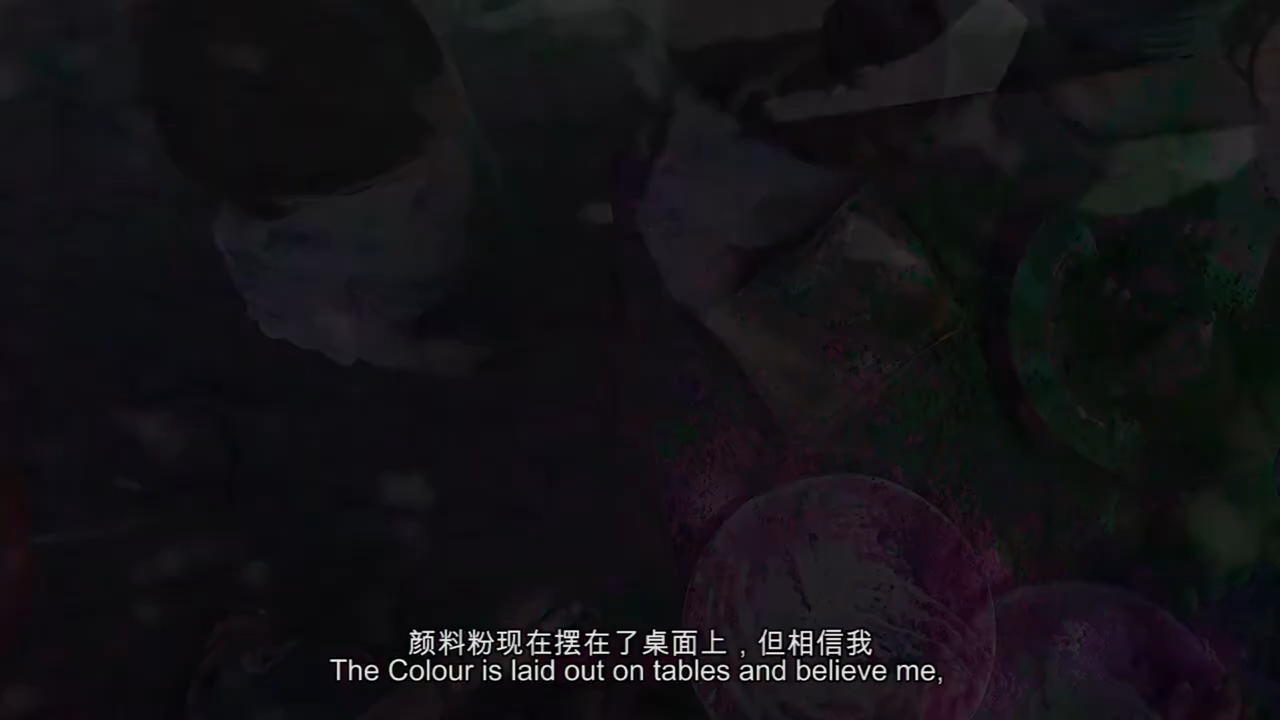 颜料粉现在摆在了桌面上，但相信我
The Colour is laid out on tables and believe me,